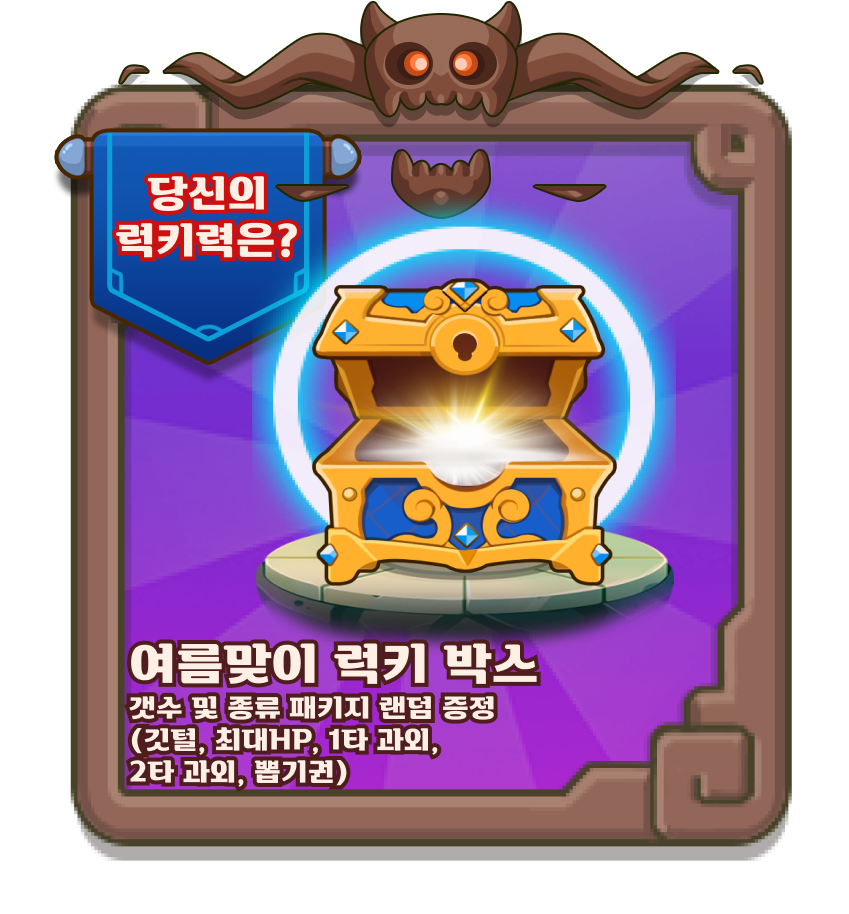 당신의
럭키력은?
여름맞이 럭키 박스
갯수 및 종류 패키지 랜덤 증정
(깃털, 최대HP, 1타 과외,
2타 과외, 뽑기권)